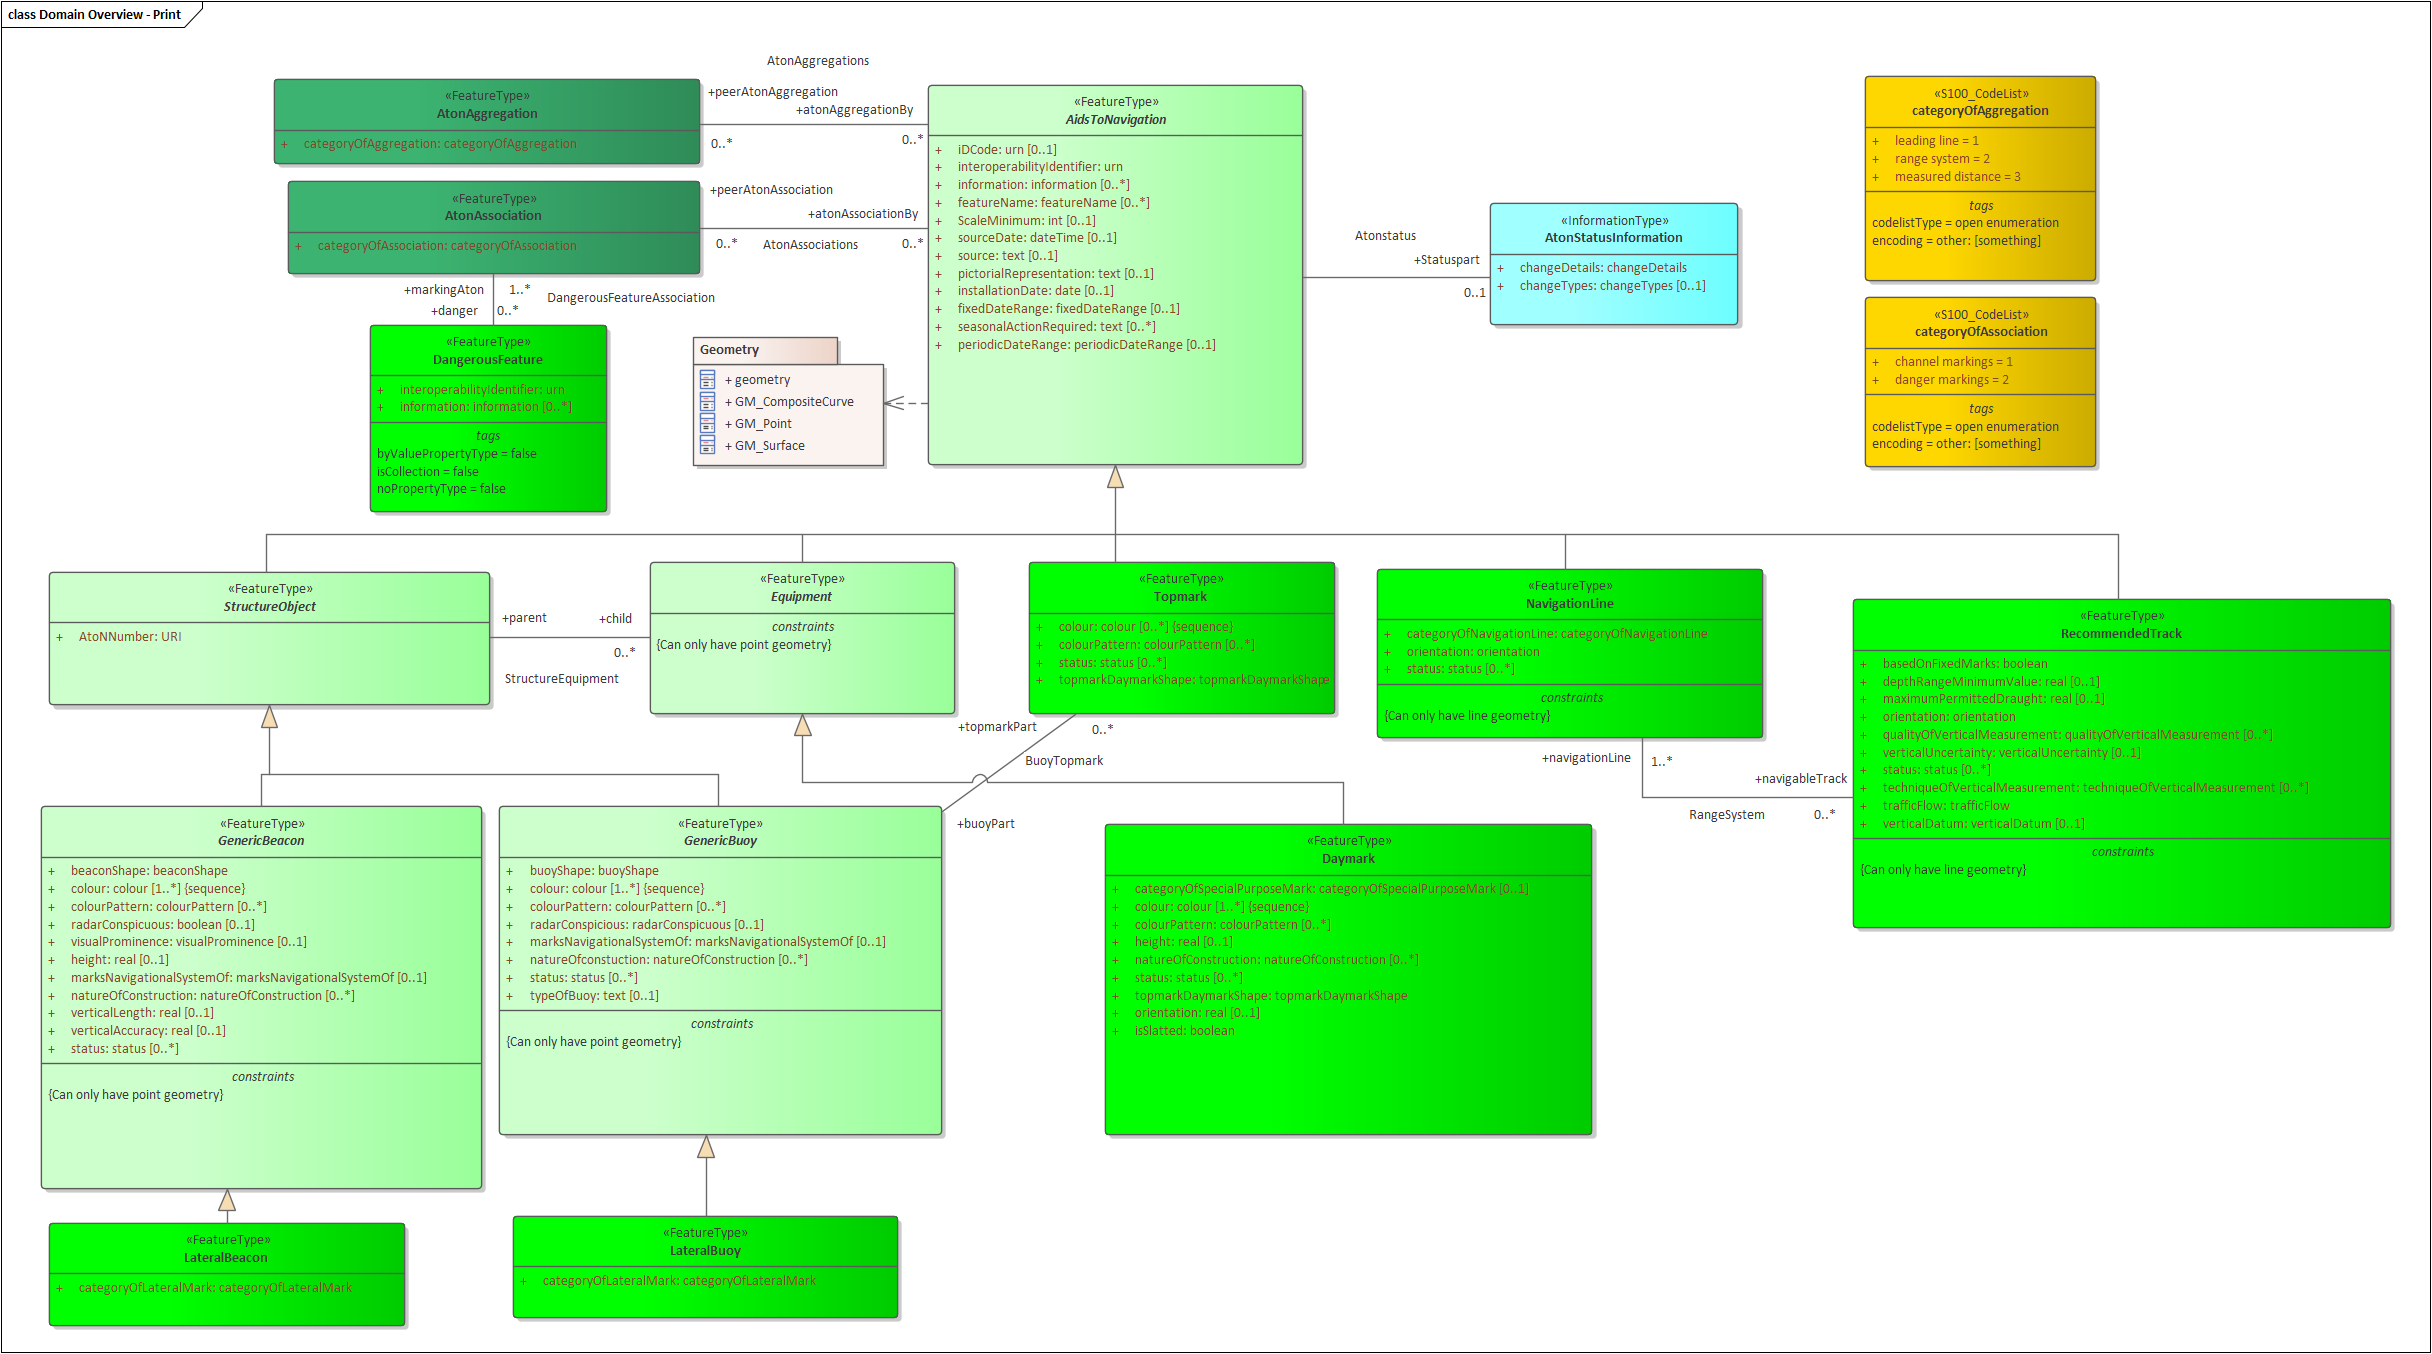 class Domain Overview - Print
AtonAggregations
«FeatureType»
AtonAggregation
+ categoryOfAggregation: categoryOfAggregation
+peerAtonAggregation
+atonAggregationBy
0..*
0..*
«FeatureType»
AtonAssociation
+ categoryOfAssociation: categoryOfAssociation
+peerAtonAssociation
+atonAssociationBy
0..*
AtonAssociations
0..*
+markingAton
1..*
DangerousFeatureAssociation
+danger
0..*
«FeatureType»
DangerousFeature
+ interoperabilityIdentifier: urn
+ information: information [0..*]
tags
byValuePropertyType = false
isCollection = false
noPropertyType = false
Geometry
+ geometry
+ GM_CompositeCurve
+ GM_Point
+ GM_Surface
«FeatureType»
AidsToNavigation
+ iDCode: urn [0..1]
+ interoperabilityIdentifier: urn
+ information: information [0..*]
+ featureName: featureName [0..*]
+ ScaleMinimum: int [0..1]
+ sourceDate: dateTime [0..1]
+ source: text [0..1]
+ pictorialRepresentation: text [0..1]
+ installationDate: date [0..1]
+ fixedDateRange: fixedDateRange [0..1]
+ seasonalActionRequired: text [0..*]
+ periodicDateRange: periodicDateRange [0..1]
Atonstatus
+Statuspart
0..1
«InformationType»
AtonStatusInformation
+ changeDetails: changeDetails
+ changeTypes: changeTypes [0..1]
«S100_CodeList»
categoryOfAggregation
+ leading line = 1
+ range system = 2
+ measured distance = 3
tags
codelistType = open enumeration
encoding = other: [something]
«S100_CodeList»
categoryOfAssociation
+ channel markings = 1
+ danger markings = 2
tags
codelistType = open enumeration
encoding = other: [something]
«FeatureType»
StructureObject
+ AtoNNumber: URI
+parent
+child
0..*
StructureEquipment
«FeatureType»
Equipment
constraints
{Can only have point geometry}
«FeatureType»
Topmark
+ colour: colour [0..*] {sequence}
+ colourPattern: colourPattern [0..*]
+ status: status [0..*]
+ topmarkDaymarkShape: topmarkDaymarkShape
+topmarkPart
0..*
BuoyTopmark
+buoyPart
«FeatureType»
NavigationLine
+ categoryOfNavigationLine: categoryOfNavigationLine
+ orientation: orientation
+ status: status [0..*]
constraints
{Can only have line geometry}
+navigationLine
1..*
+navigableTrack
RangeSystem
0..*
«FeatureType»
RecommendedTrack
+ basedOnFixedMarks: boolean
+ depthRangeMinimumValue: real [0..1]
+ maximumPermittedDraught: real [0..1]
+ orientation: orientation
+ qualityOfVerticalMeasurement: qualityOfVerticalMeasurement [0..*]
+ verticalUncertainty: verticalUncertainty [0..1]
+ status: status [0..*]
+ techniqueOfVerticalMeasurement: techniqueOfVerticalMeasurement [0..*]
+ trafficFlow: trafficFlow
+ verticalDatum: verticalDatum [0..1]
constraints
{Can only have line geometry}
«FeatureType»
GenericBeacon
+ beaconShape: beaconShape
+ colour: colour [1..*] {sequence}
+ colourPattern: colourPattern [0..*]
+ radarConspicuous: boolean [0..1]
+ visualProminence: visualProminence [0..1]
+ height: real [0..1]
+ marksNavigationalSystemOf: marksNavigationalSystemOf [0..1]
+ natureOfConstruction: natureOfConstruction [0..*]
+ verticalLength: real [0..1]
+ verticalAccuracy: real [0..1]
+ status: status [0..*]
constraints
{Can only have point geometry}
«FeatureType»
GenericBuoy
+ buoyShape: buoyShape
+ colour: colour [1..*] {sequence}
+ colourPattern: colourPattern [0..*]
+ radarConspicious: radarConspicuous [0..1]
+ marksNavigationalSystemOf: marksNavigationalSystemOf [0..1]
+ natureOfconstuction: natureOfConstruction [0..*]
+ status: status [0..*]
+ typeOfBuoy: text [0..1]
constraints
{Can only have point geometry}
«FeatureType»
Daymark
+ categoryOfSpecialPurposeMark: categoryOfSpecialPurposeMark [0..1]
+ colour: colour [1..*] {sequence}
+ colourPattern: colourPattern [0..*]
+ height: real [0..1]
+ natureOfConstruction: natureOfConstruction [0..*]
+ status: status [0..*]
+ topmarkDaymarkShape: topmarkDaymarkShape
+ orientation: real [0..1]
+ isSlatted: boolean
«FeatureType»
LateralBeacon
+ categoryOfLateralMark: categoryOfLateralMark
«FeatureType»
LateralBuoy
+ categoryOfLateralMark: categoryOfLateralMark